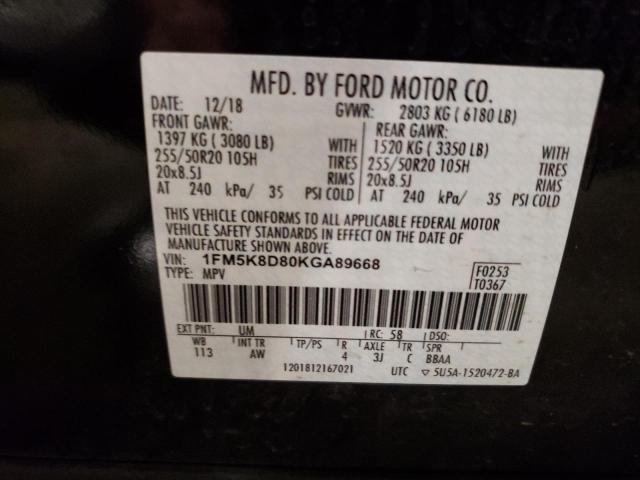 MFD. BY FORD MOTOR CO.
DATE: 12/18 GVWR: 2803 KG ( 6180 LB)
FRONT GAWR: REAR GAWR:
1397 KG ( 3080 LB) WITH 1520 KG ( 3350 LB) WITH
255/50R20 105H TIRES 255/50R20 105H TIRES
20x8.5J RIMS 20x8.5J RIMS
AT 240 kPa/ 35 PSI COLD AT 240 kPa/ 35 PSI COLD
THIS VEHICLE CONFORMS TO ALL APPLICABLE FEDERAL MOTOR
VEHICLE SAFETY STANDARDS IN EFFECT ON THE DATE OF
MANUFACTURE SHOWN ABOVE.
VIN: 1FM5K8D80KGA89668 F0253
TYPE: MPV T0367
EXT PNT: UM RC: 58 DSO:
WB INT TR TP/PS R AXLE TR SPR
113 AW 4 3J C BBAA
1201812167021 UTC ▽ 5U5A-1520472-BA